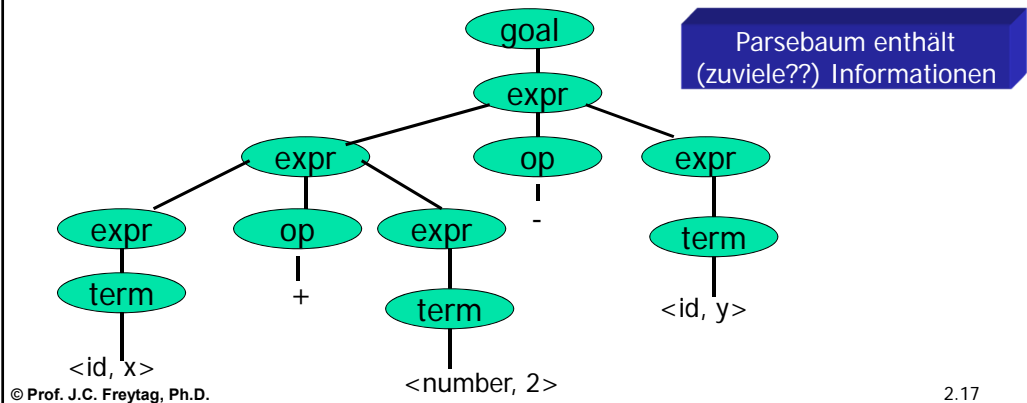 goal
Parsebaum enthält
(zuviele??) Informationen
expr
expr op expr
-
expr op expr term
+
term term <id, y>
<id, x>
<number, 2>
© Prof. J.C. Freytag, Ph.D. 2.17